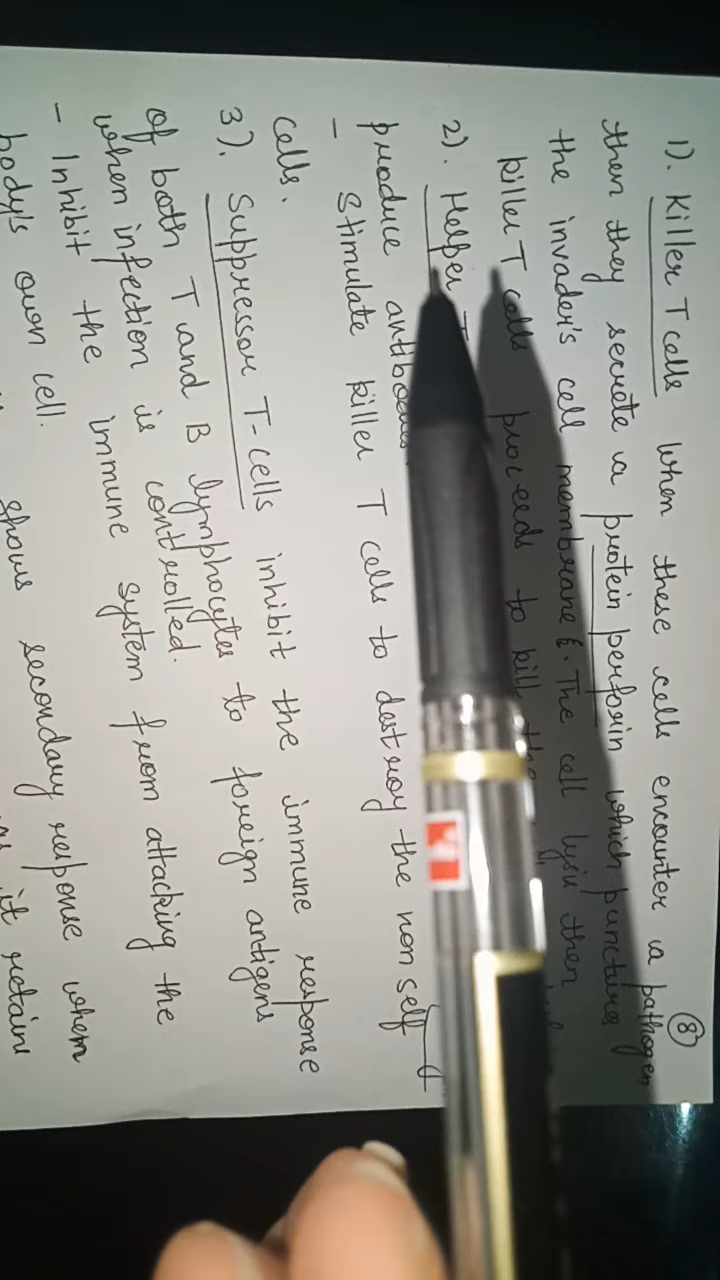 8
1). Killer T cells when these cells encounter a pathogen
then they secrete a protein perforin which punctures
the invader's cell membrane. The cell lysis then
killer T cells proceeds to kill the
2). Helper T
produce antibodies
- Stimulate killer T cells to destroy the non self
cells.
3). Suppressor T-cells inhibit the immune response
of both T and B lymphocytes to foreign antigens
when infection is controlled.
- Inhibit the immune system from attacking the
body's own cell.
shows secondary response when
it retains